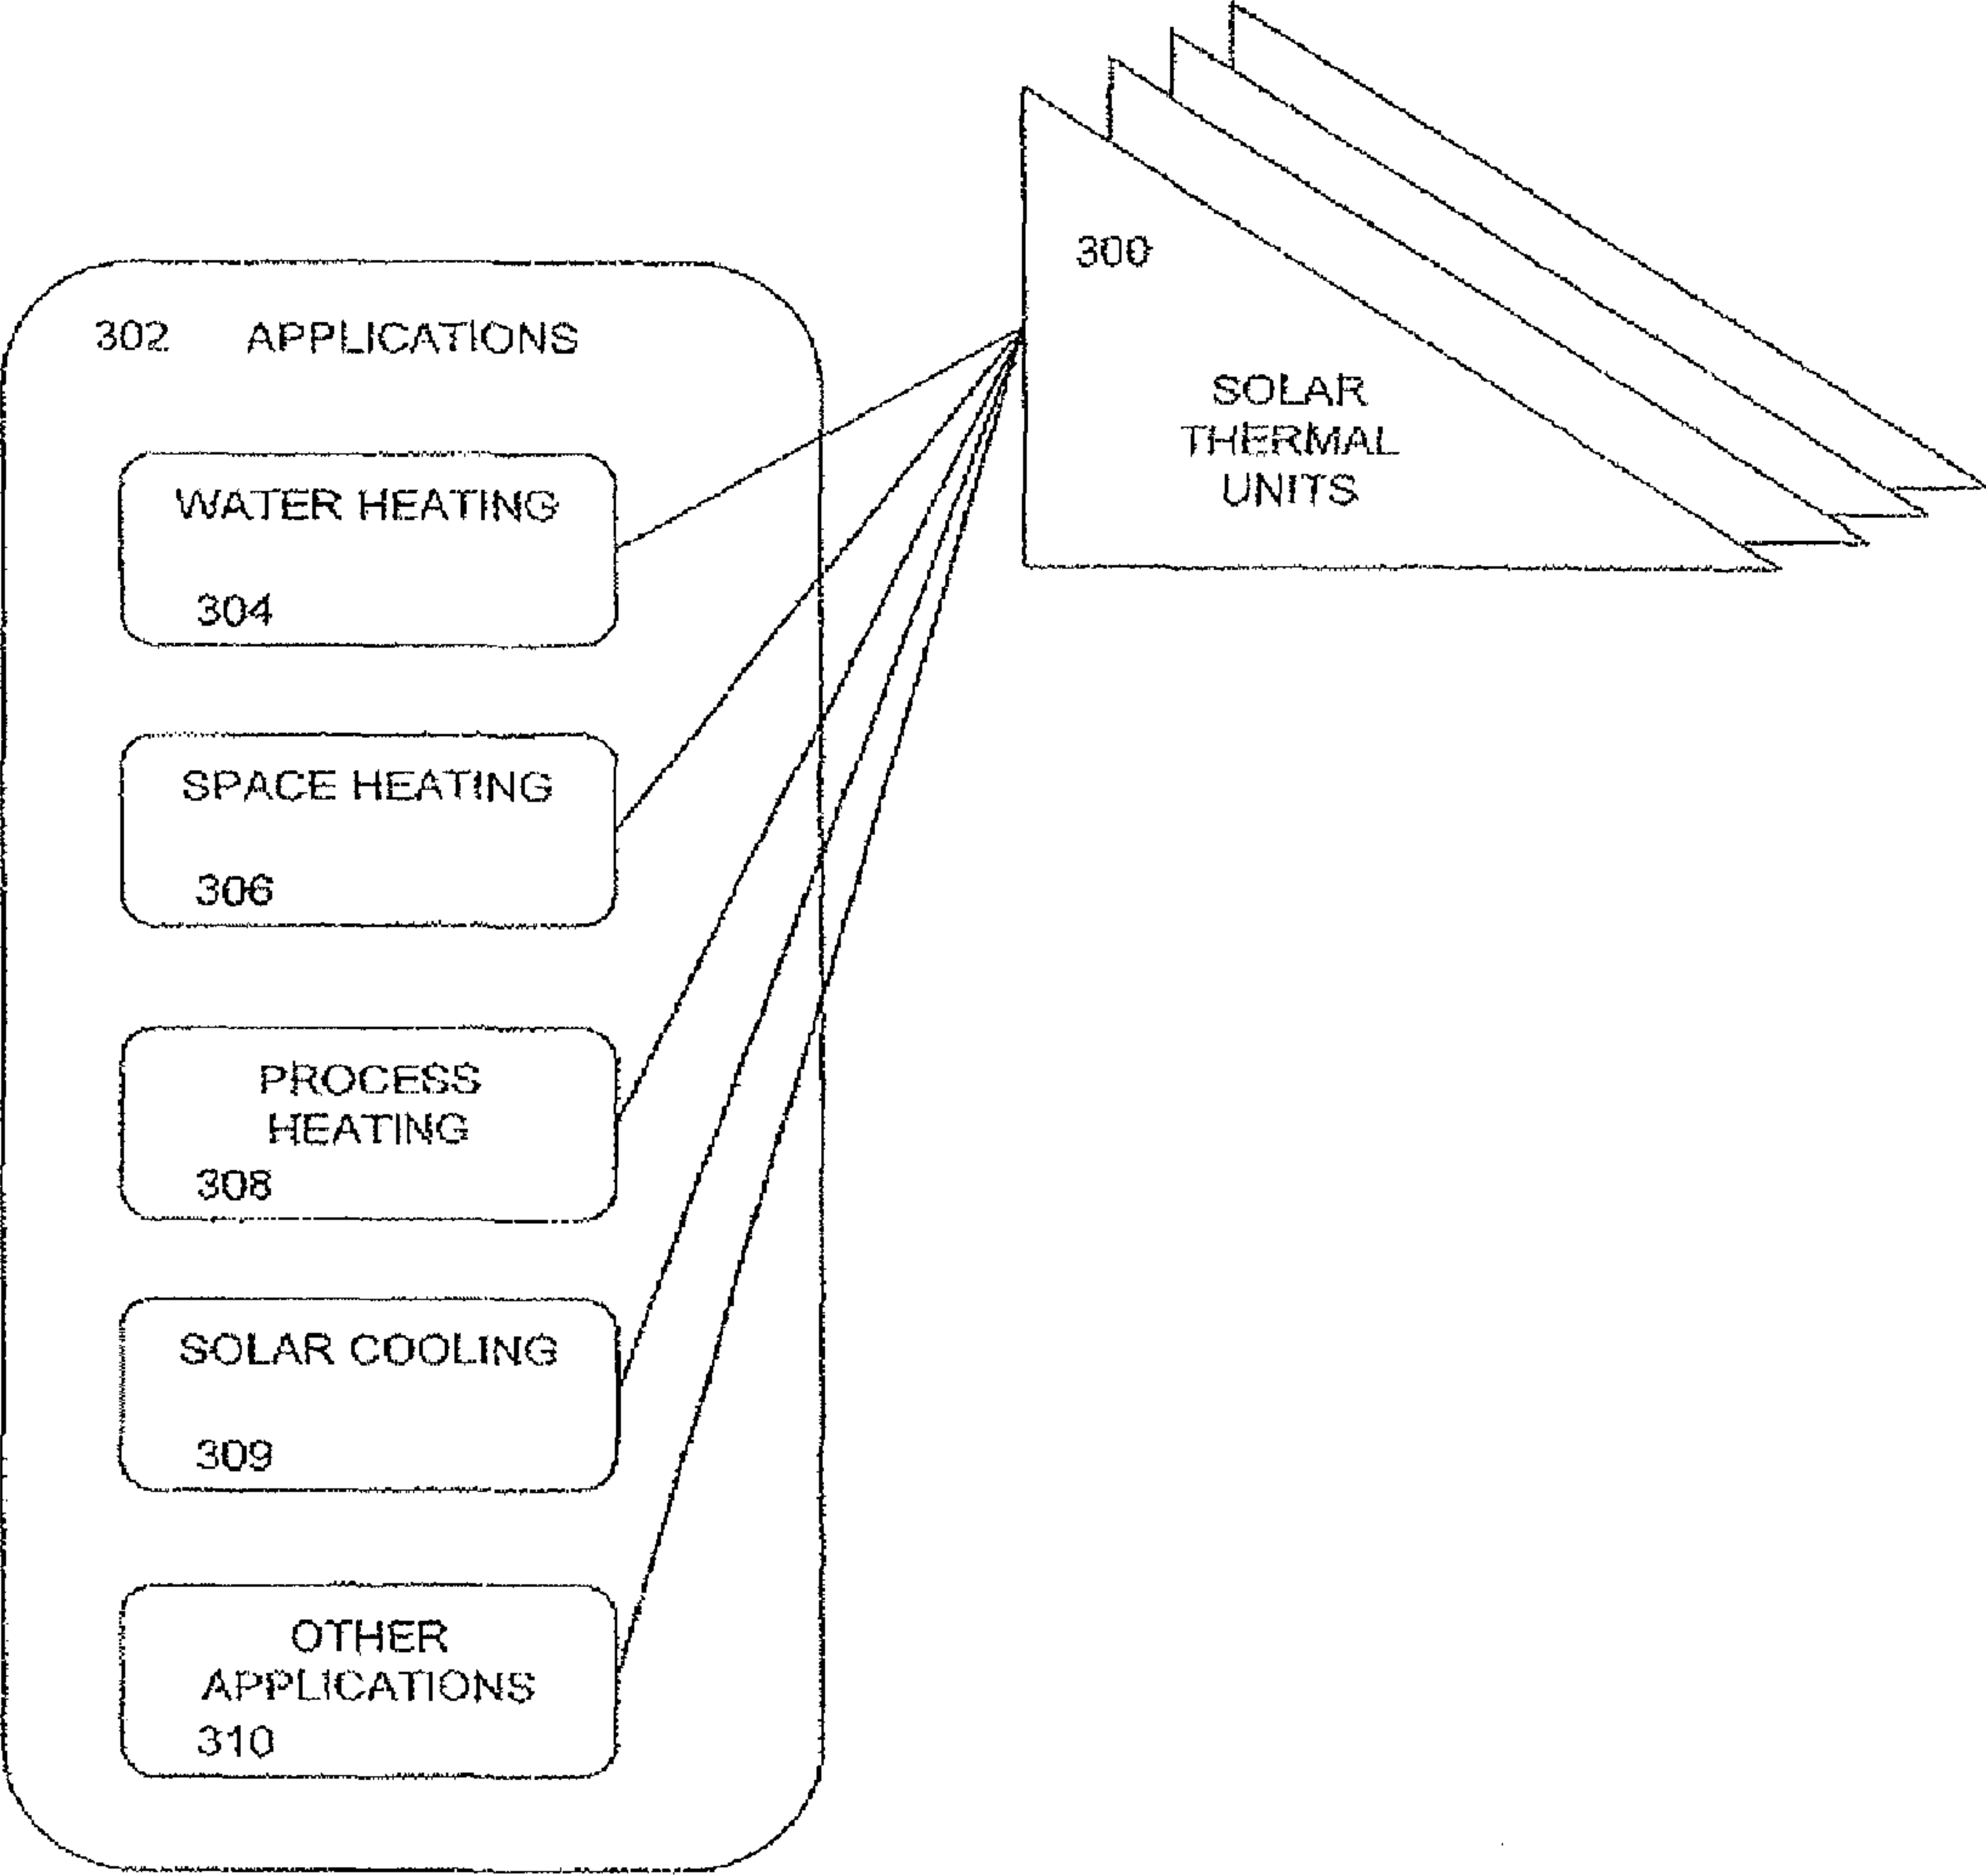 300
SOLAR
THERMAL
UNITS
302 APPLICATIONS
WATER HEATING
304
SPACE HEATING
306
PROCESS
HEATING
308
SOLAR COOLING
309
OTHER
APPLICATIONS
310